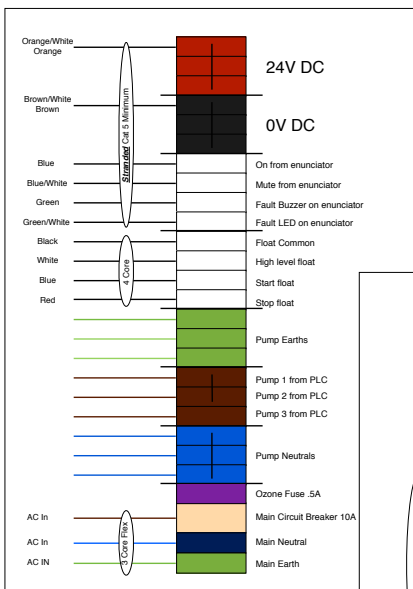 Orange/White
Orange
24V DC
Brown/White
Brown
0V DC
Stranded Cat 5 Minimum
Blue
On from enunciator
Blue/White
Mute from enunciator
Green
Fault Buzzer on enunciator
Green/White
Fault LED on enunciator
Black
Float Common
White
High level float
4 Core
Blue
Start float
Red
Stop float
Pump Earths
Pump 1 from PLC
Pump 2 from PLC
Pump 3 from PLC
Pump Neutrals
Ozone Fuse .5A
AC In
Main Circuit Breaker 10A
3 Core Flex
AC In
Main Neutral
AC IN
Main Earth